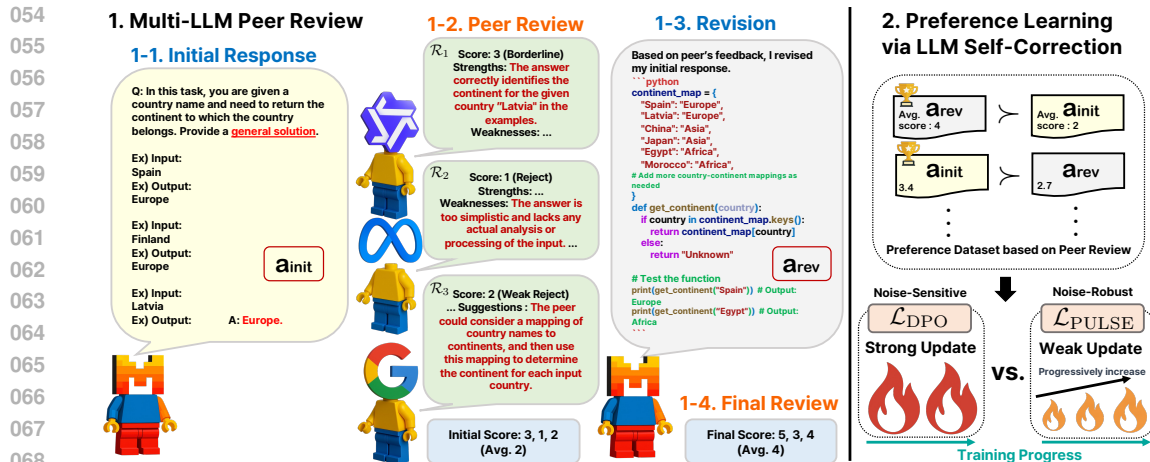 054
055
056
057
058
059
060
061
062
063
064
065
066
067
068
1. Multi-LLM Peer Review
1-1. Initial Response
Q: In this task, you are given a
country name and need to return the
continent to which the country
belongs. Provide a general solution.
Ex) Input:
Spain
Ex) Output:
Europe
Ex) Input:
Finland
Ex) Output:
Europe
Ex) Input:
Latvia
Ex) Output: A: Europe.
ainit
1-2. Peer Review
R1
Score: 3 (Borderline)
Strengths: The answer
correctly identifies the
continent for the given
country "Latvia" in the
examples.
Weaknesses: ...
R2
Score: 1 (Reject)
Strengths: ...
Weaknesses: The answer is
too simplistic and lacks any
actual analysis or
processing of the input. ...
R3
Score: 2 (Weak Reject)
... Suggestions : The peer
could consider a mapping of
country names to
continents, and then use
this mapping to determine
the continent for each input
country.
Initial Score: 3, 1, 2
(Avg. 2)
1-3. Revision
Based on peer's feedback, I revised
my initial response.
```python
continent_map = {
"Spain": "Europe",
"Latvia": "Europe",
"China": "Asia",
"Japan": "Asia",
"Egypt": "Africa",
"Morocco": "Africa",
# Add more country-continent mappings as
needed
}
def get_continent(country):
if country in continent_map.keys():
return continent_map[country]
else:
return "Unknown"
# Test the function
print(get_continent("Spain")) # Output:
Europe
print(get_continent("Egypt")) # Output:
Africa
```
arev
1-4. Final Review
Final Score: 5, 3, 4
(Avg. 4)
2. Preference Learning
via LLM Self-Correction
arev
Avg.
score : 4
≻
ainit
Avg.
score : 2
ainit
3.4
≻
arev
2.7
Preference Dataset based on Peer Review
Noise-Sensitive
LDPO
Strong Update
vs.
Noise-Robust
LPULSE
Weak Update
Progressively increase
Training Progress